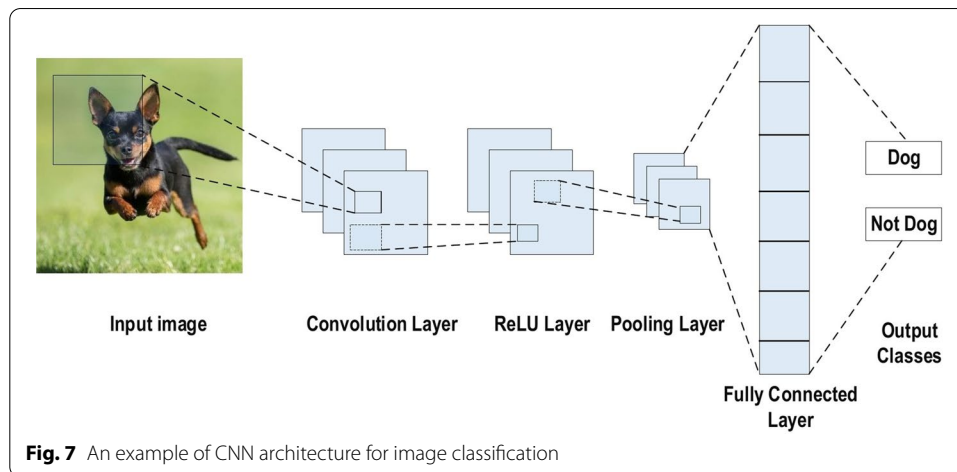 Dog
Not Dog
Input image
Convolution Layer
ReLU Layer
Pooling Layer
Output
Classes
Fully Connected
Layer
Fig. 7 An example of CNN architecture for image classification